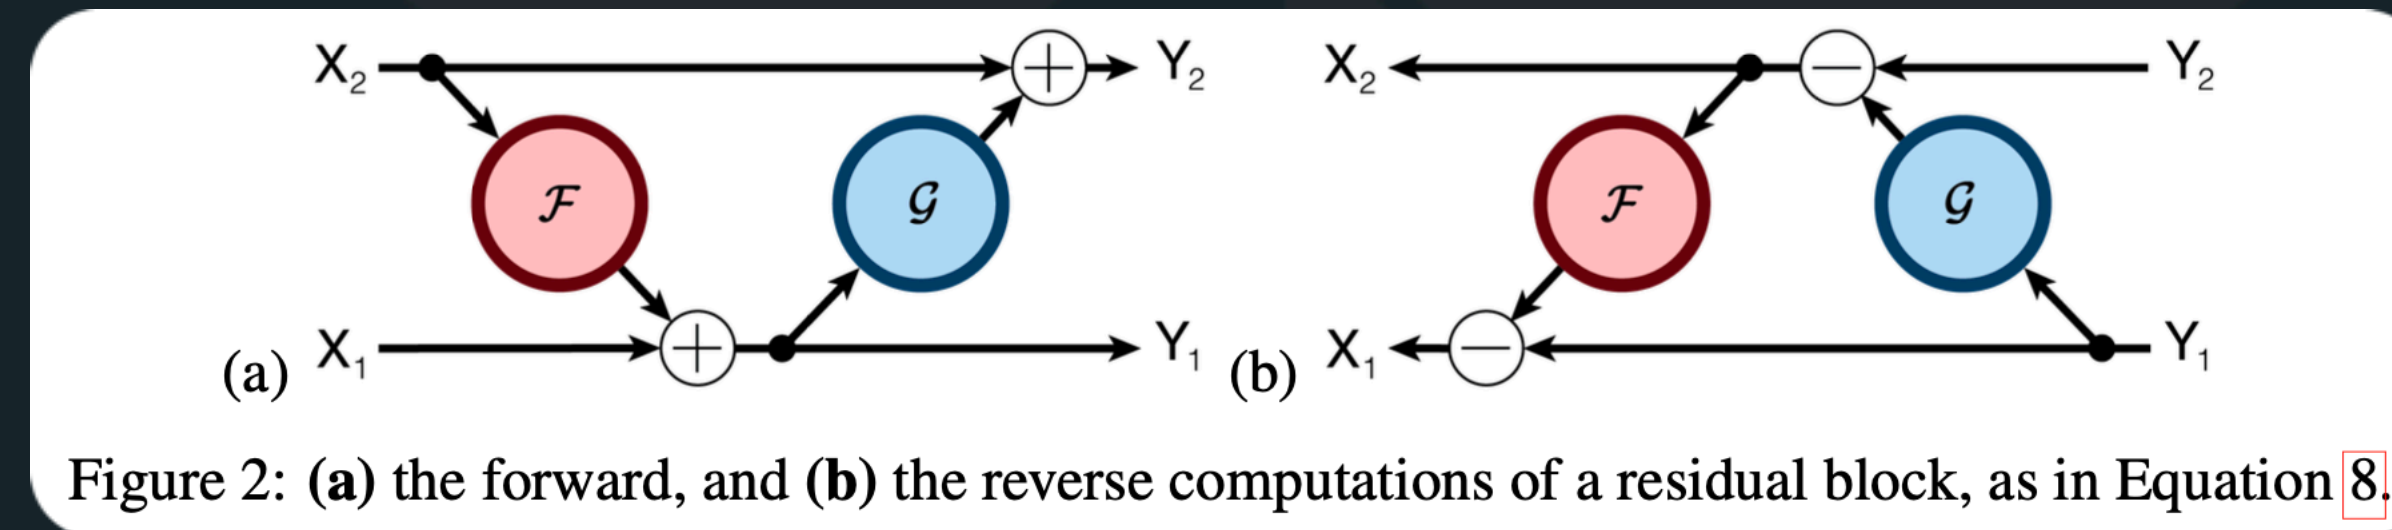 X₂ Y₂ X₂ Y₂
ℱ 𝒢 ℱ 𝒢
(a) X₁ Y₁ (b) X₁ Y₁
Figure 2: (a) the forward, and (b) the reverse computations of a residual block, as in Equation 8.